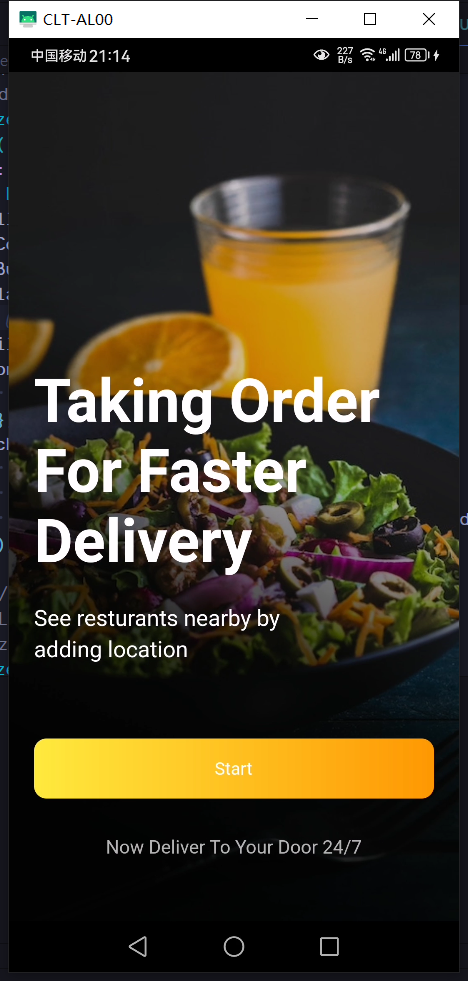 CLT-AL00
中国移动 21:14
227 B/s 4G 78
Taking Order
For Faster
Delivery
See resturants nearby by
adding location
Start
Now Deliver To Your Door 24/7